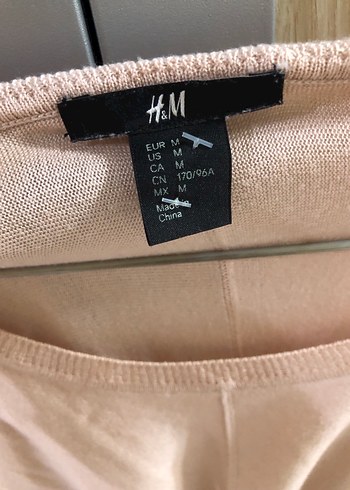 H&M
EUR M
US M
CA M
CN 170/96A
MX M
Made in
China